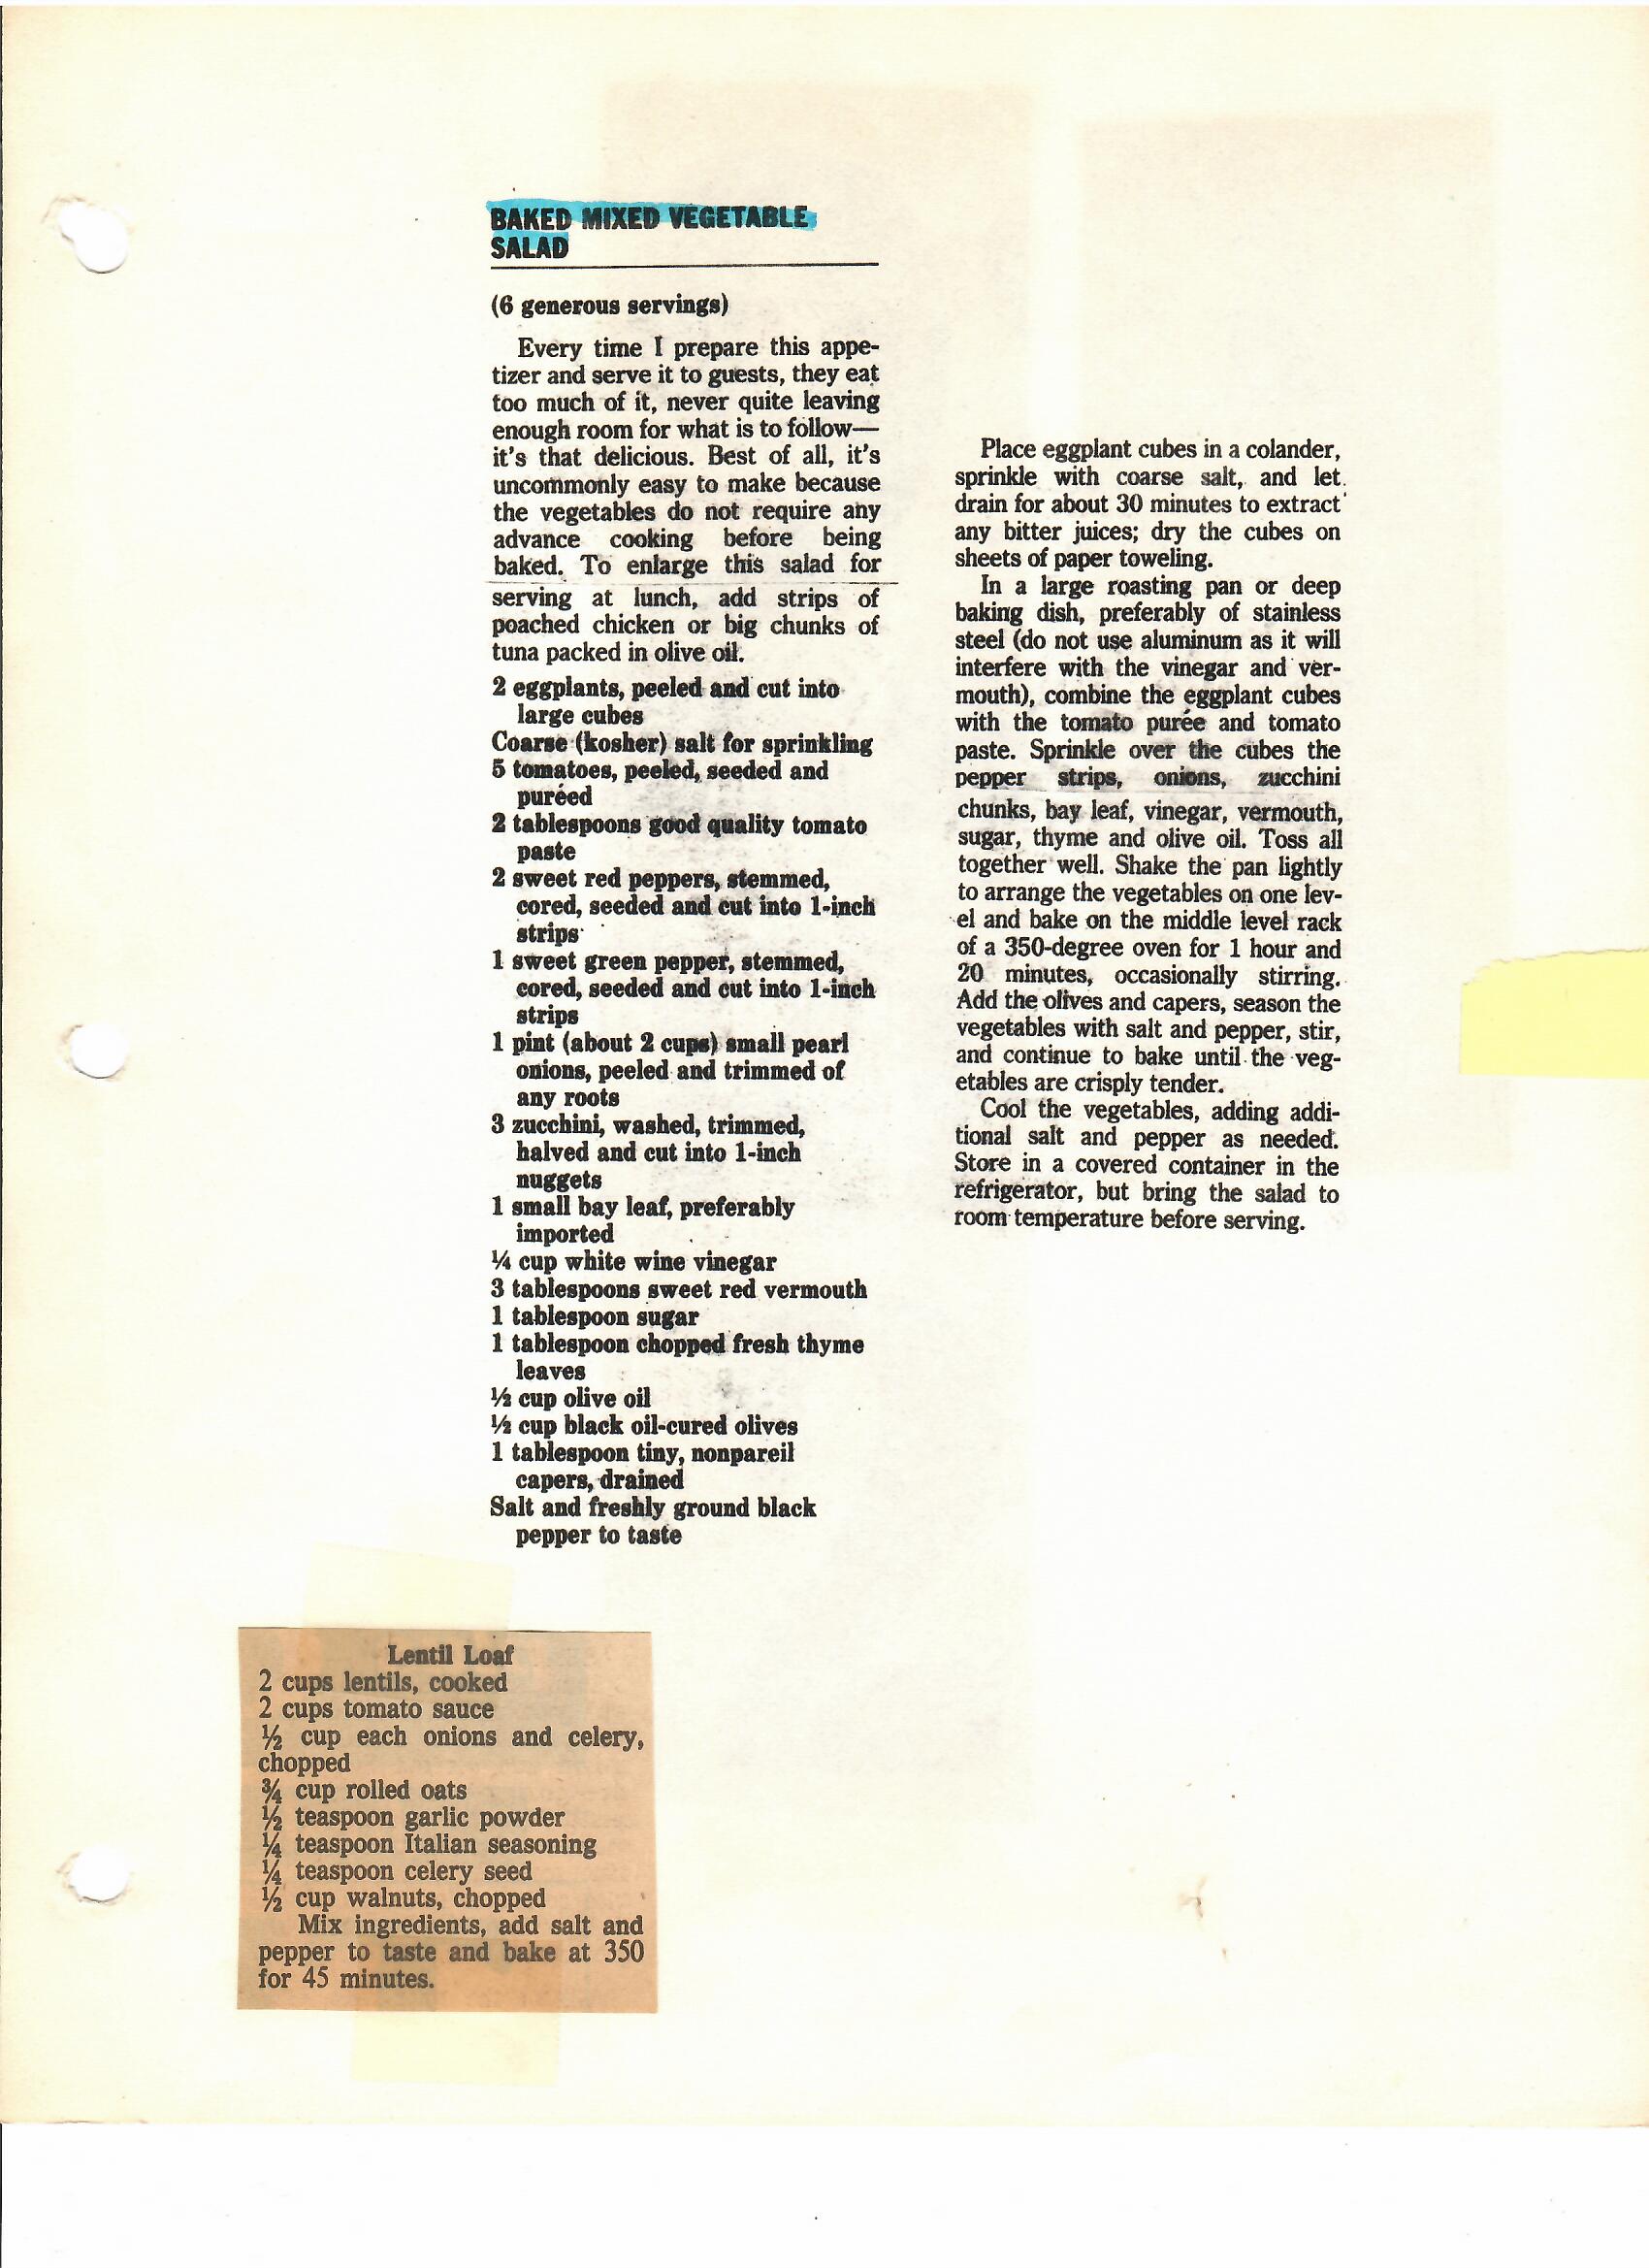 BAKED MIXED VEGETABLE
SALAD
(6 generous servings)
Every time I prepare this appe-
tizer and serve it to guests, they eat
too much of it, never quite leaving
enough room for what is to follow—
it's that delicious. Best of all, it's
uncommonly easy to make because
the vegetables do not require any
advance cooking before being
baked. To enlarge this salad for
serving at lunch, add strips of
poached chicken or big chunks of
tuna packed in olive oil.
2 eggplants, peeled and cut into
large cubes
Coarse (kosher) salt for sprinkling
5 tomatoes, peeled, seeded and
puréed
2 tablespoons good quality tomato
paste
2 sweet red peppers, stemmed,
cored, seeded and cut into 1-inch
strips
1 sweet green pepper, stemmed,
cored, seeded and cut into 1-inch
strips
1 pint (about 2 cups) small pearl
onions, peeled and trimmed of
any roots
3 zucchini, washed, trimmed,
halved and cut into 1-inch
nuggets
1 small bay leaf, preferably
imported
¼ cup white wine vinegar
3 tablespoons sweet red vermouth
1 tablespoon sugar
1 tablespoon chopped fresh thyme
leaves
½ cup olive oil
½ cup black oil-cured olives
1 tablespoon tiny, nonpareil
capers, drained
Salt and freshly ground black
pepper to taste
Place eggplant cubes in a colander,
sprinkle with coarse salt, and let
drain for about 30 minutes to extract
any bitter juices; dry the cubes on
sheets of paper toweling.
In a large roasting pan or deep
baking dish, preferably of stainless
steel (do not use aluminum as it will
interfere with the vinegar and ver-
mouth), combine the eggplant cubes
with the tomato purée and tomato
paste. Sprinkle over the cubes the
pepper strips, onions, zucchini
chunks, bay leaf, vinegar, vermouth,
sugar, thyme and olive oil. Toss all
together well. Shake the pan lightly
to arrange the vegetables on one lev-
el and bake on the middle level rack
of a 350-degree oven for 1 hour and
20 minutes, occasionally stirring.
Add the olives and capers, season the
vegetables with salt and pepper, stir,
and continue to bake until the veg-
etables are crisply tender.
Cool the vegetables, adding addi-
tional salt and pepper as needed.
Store in a covered container in the
refrigerator, but bring the salad to
room temperature before serving.
Lentil Loaf
2 cups lentils, cooked
2 cups tomato sauce
½ cup each onions and celery,
chopped
¾ cup rolled oats
½ teaspoon garlic powder
¼ teaspoon Italian seasoning
¼ teaspoon celery seed
½ cup walnuts, chopped
Mix ingredients, add salt and
pepper to taste and bake at 350
for 45 minutes.